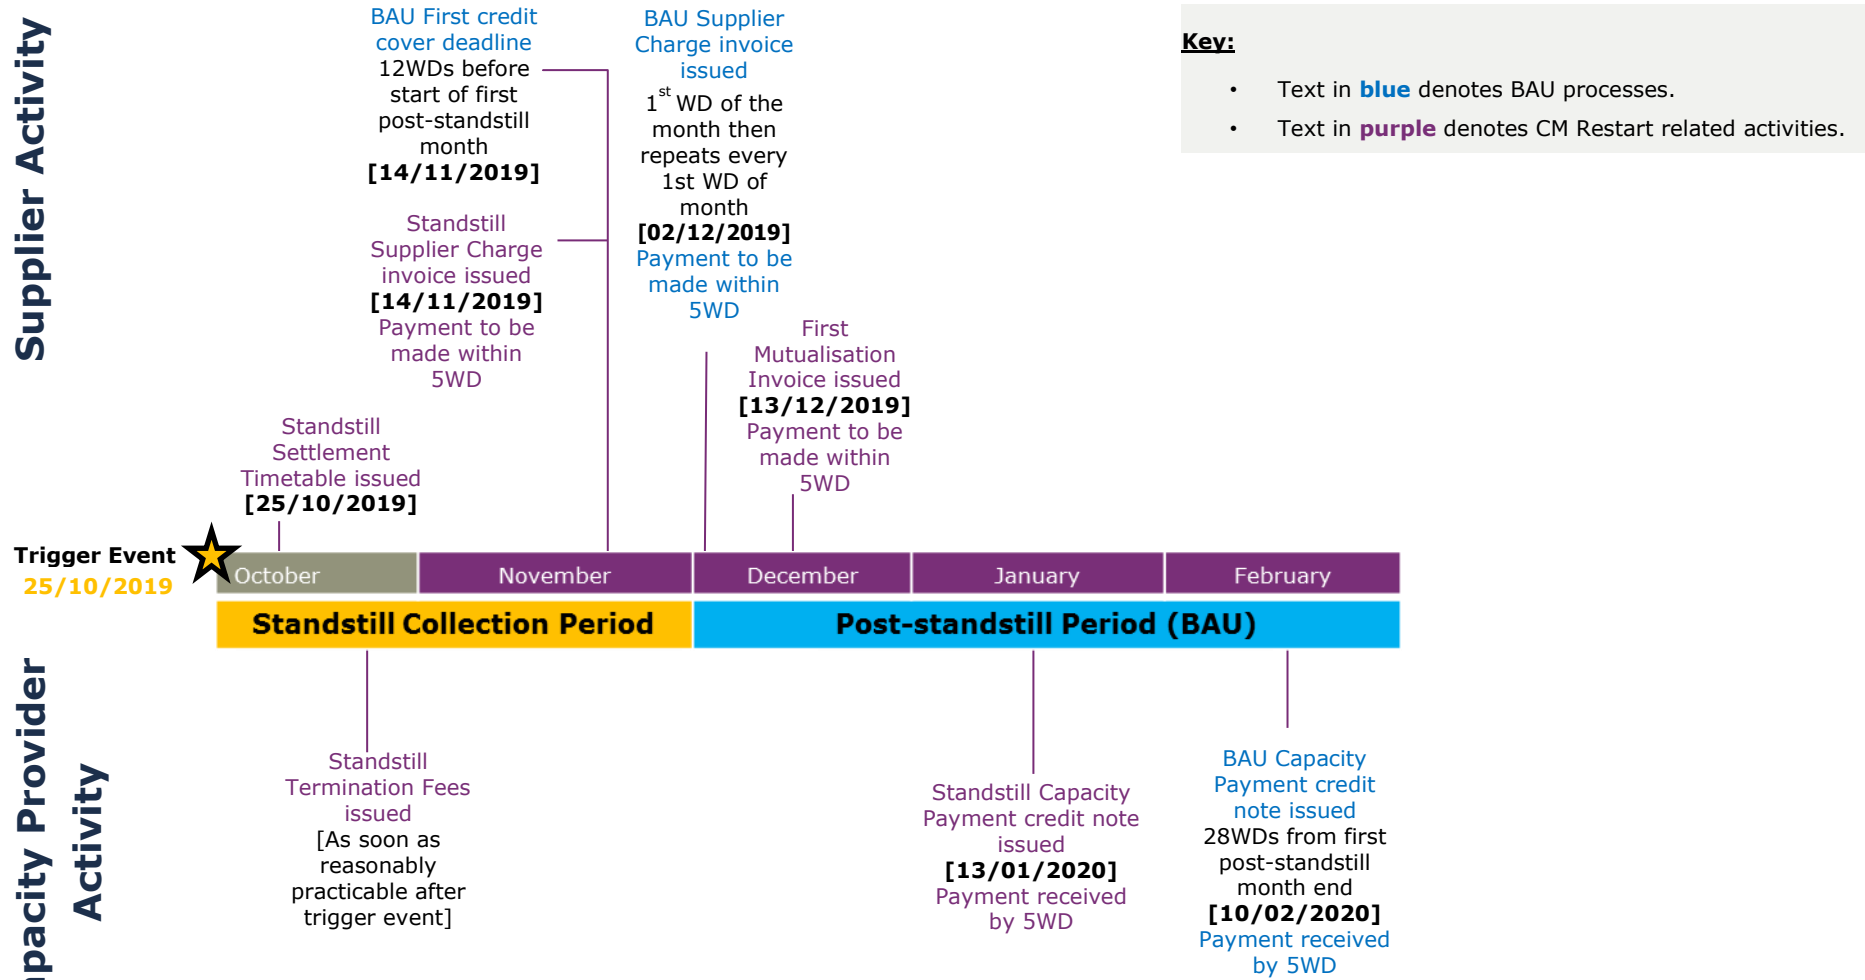 Supplier Activity
BAU First credit
cover deadline
12WDs before
start of first
post-standstill
month
[14/11/2019]
Standstill
Supplier Charge
invoice issued
[14/11/2019]
Payment to be
made within
5WD
BAU Supplier
Charge invoice
issued
1st WD of the
month then
repeats every
1st WD of
month
[02/12/2019]
Payment to be
made within
5WD
First
Mutualisation
Invoice issued
[13/12/2019]
Payment to be
made within
5WD
Key:
• Text in blue denotes BAU processes.
• Text in purple denotes CM Restart related activities.
Standstill
Settlement
Timetable issued
[25/10/2019]
Trigger Event
25/10/2019
October November December January February
Standstill Collection Period Post-standstill Period (BAU)
pacity Provider
Activity
Standstill
Termination Fees
issued
[As soon as
reasonably
practicable after
trigger event]
Standstill Capacity
Payment credit note
issued
[13/01/2020]
Payment received
by 5WD
BAU Capacity
Payment credit
note issued
28WDs from first
post-standstill
month end
[10/02/2020]
Payment received
by 5WD